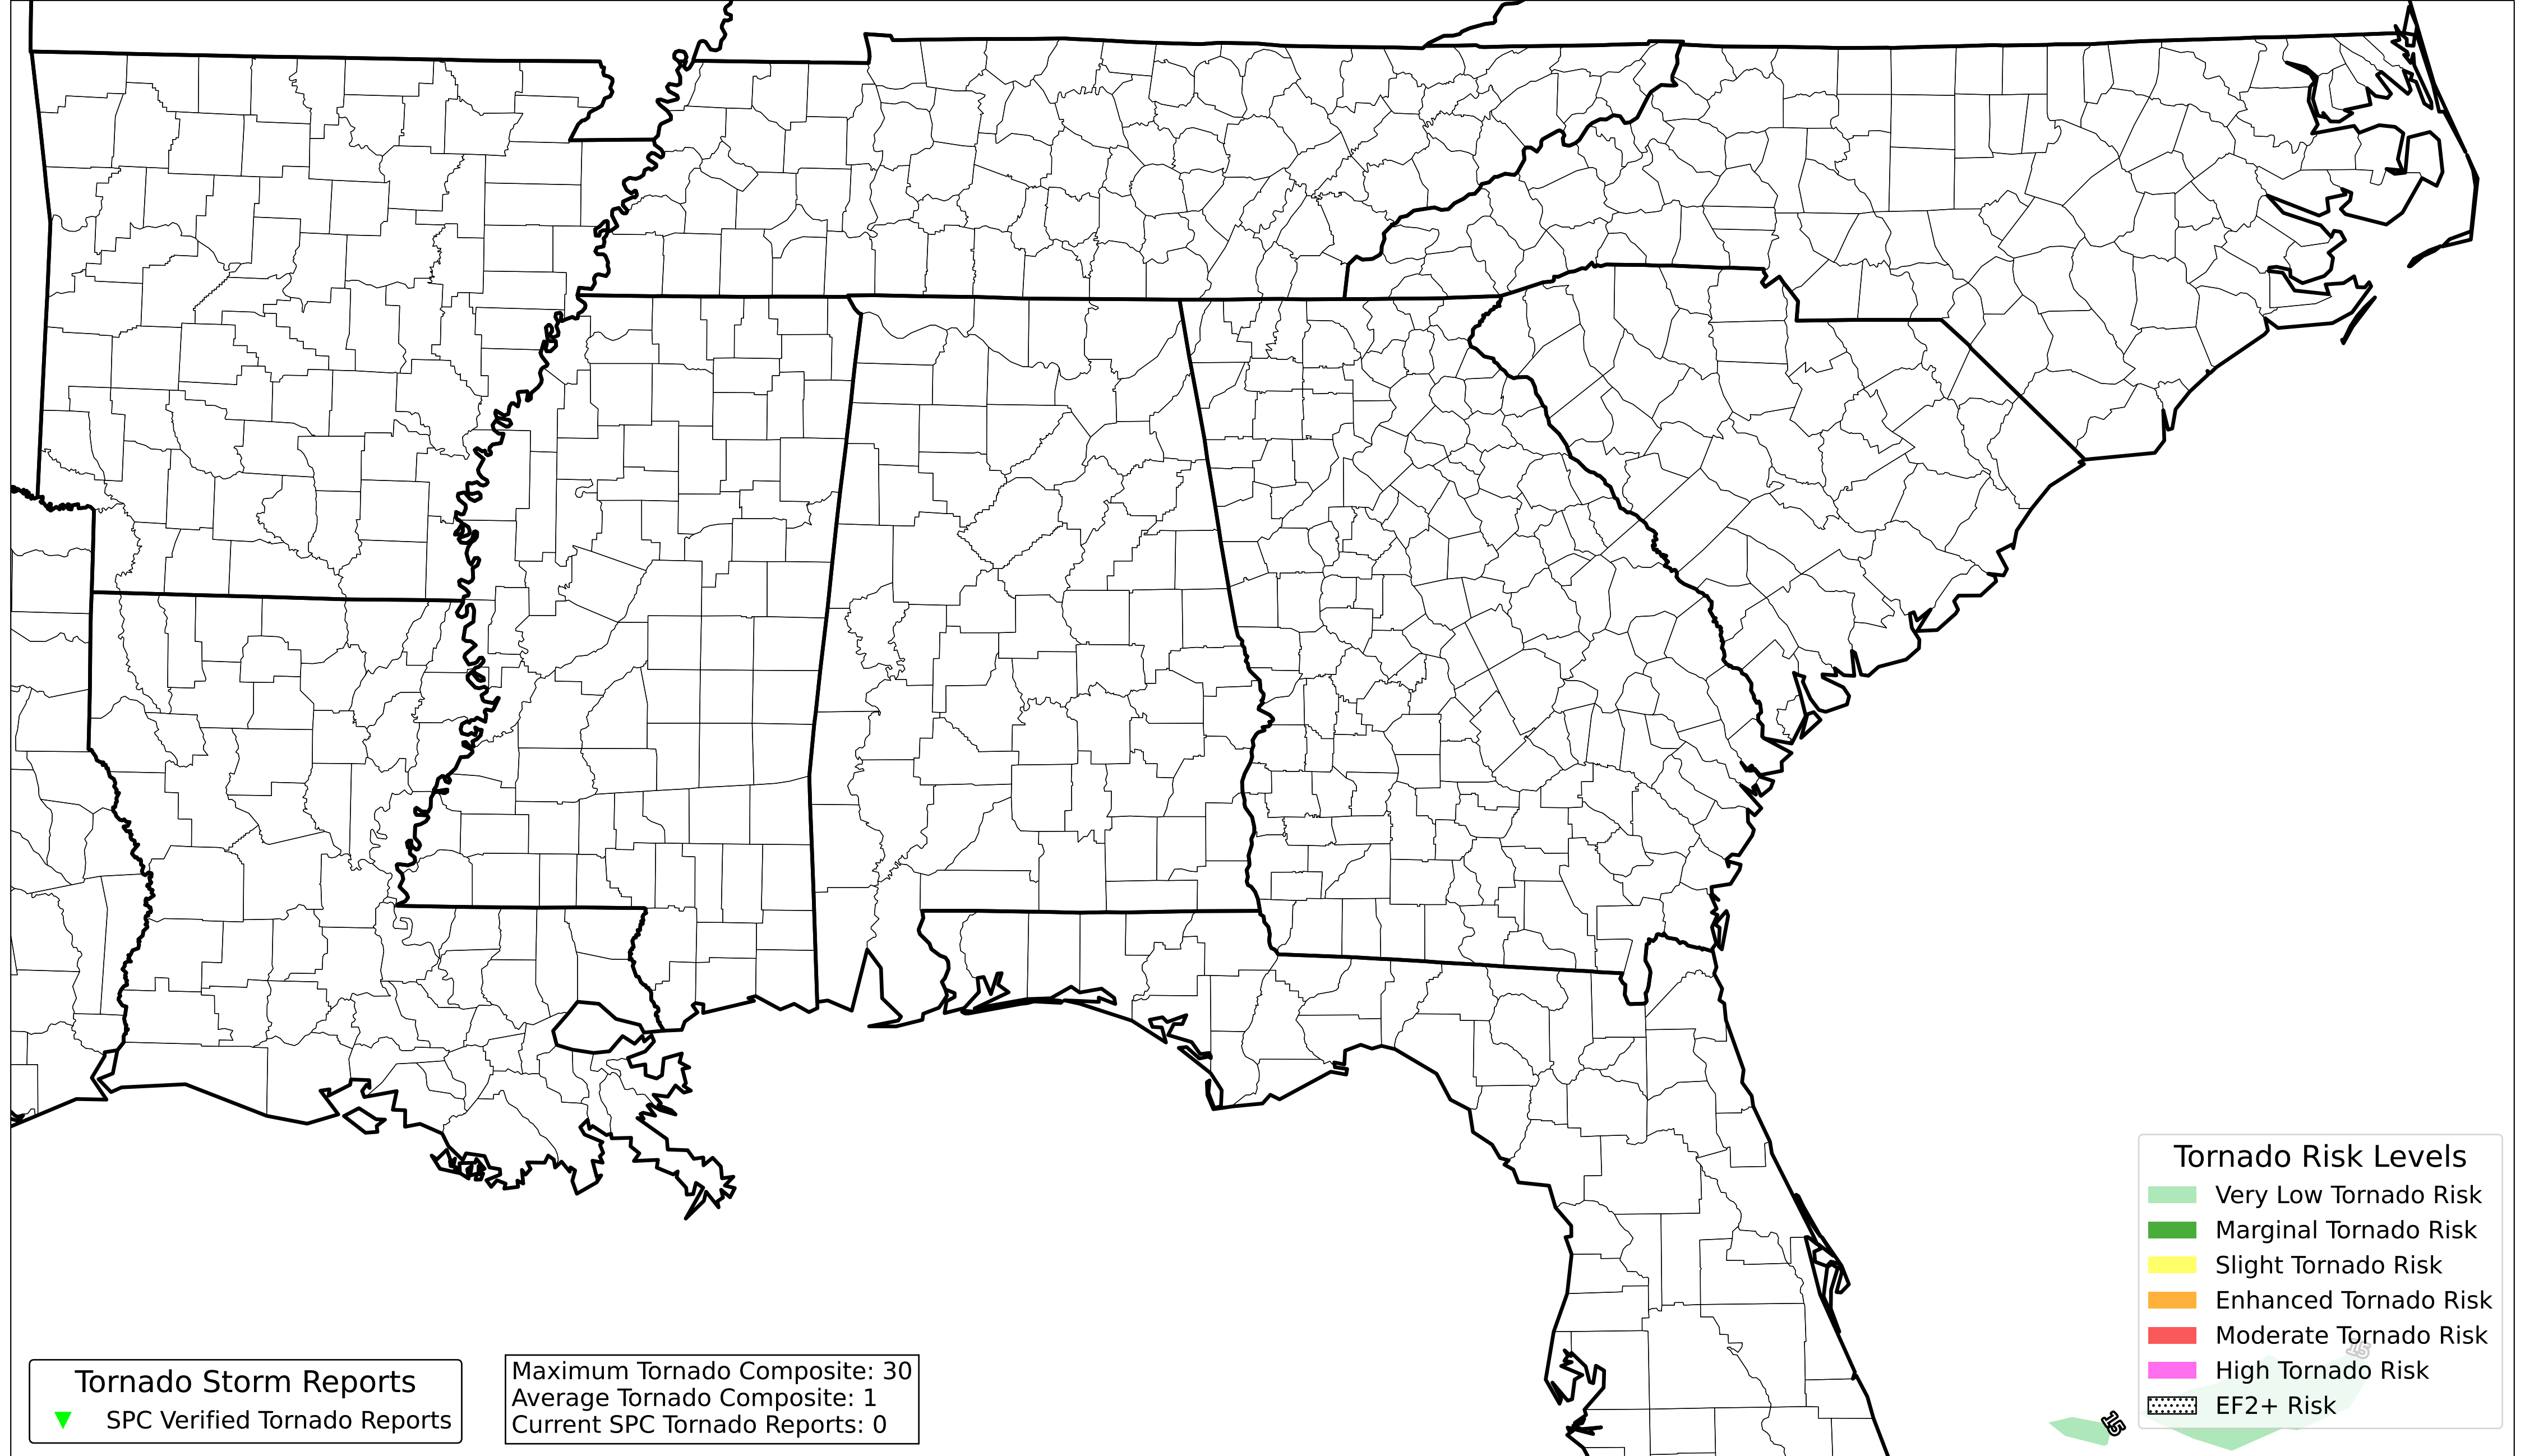 Tornado Risk Levels
Very Low Tornado Risk
Marginal Tornado Risk
Slight Tornado Risk
Enhanced Tornado Risk
Moderate Tornado Risk
High Tornado Risk
EF2+ Risk
15
15
Tornado Storm Reports
SPC Verified Tornado Reports
Maximum Tornado Composite: 30
Average Tornado Composite: 1
Current SPC Tornado Reports: 0